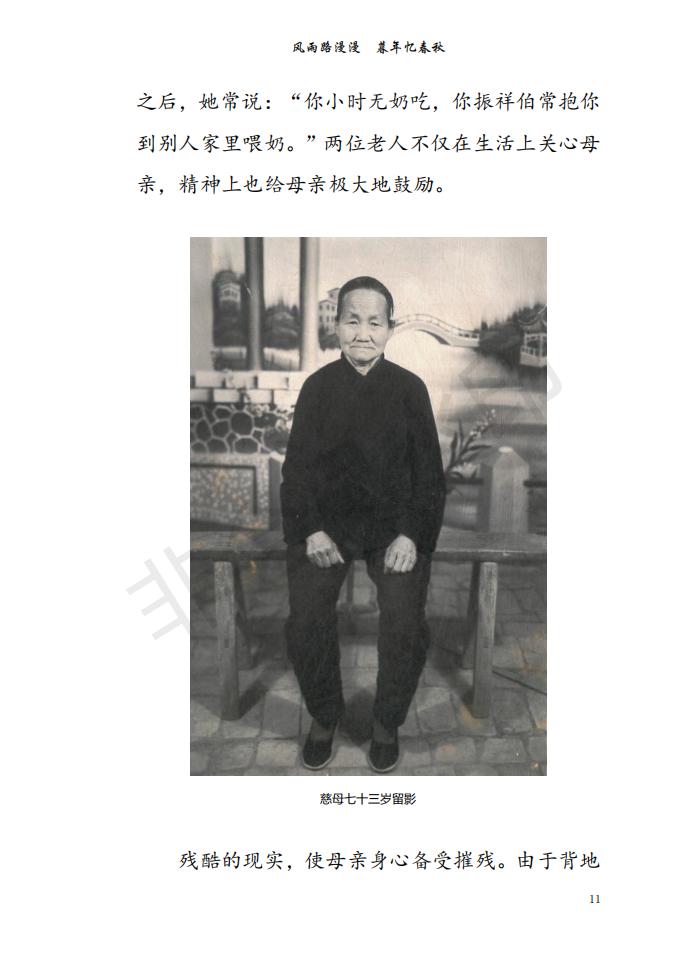 风雨路漫漫 暮年忆春秋
之后，她常说：“你小时无奶吃，你振祥伯常抱你
到别人家里喂奶。”两位老人不仅在生活上关心母
亲，精神上也给母亲极大地鼓励。
慈母七十三岁留影
残酷的现实，使母亲身心备受摧残。由于背地
11